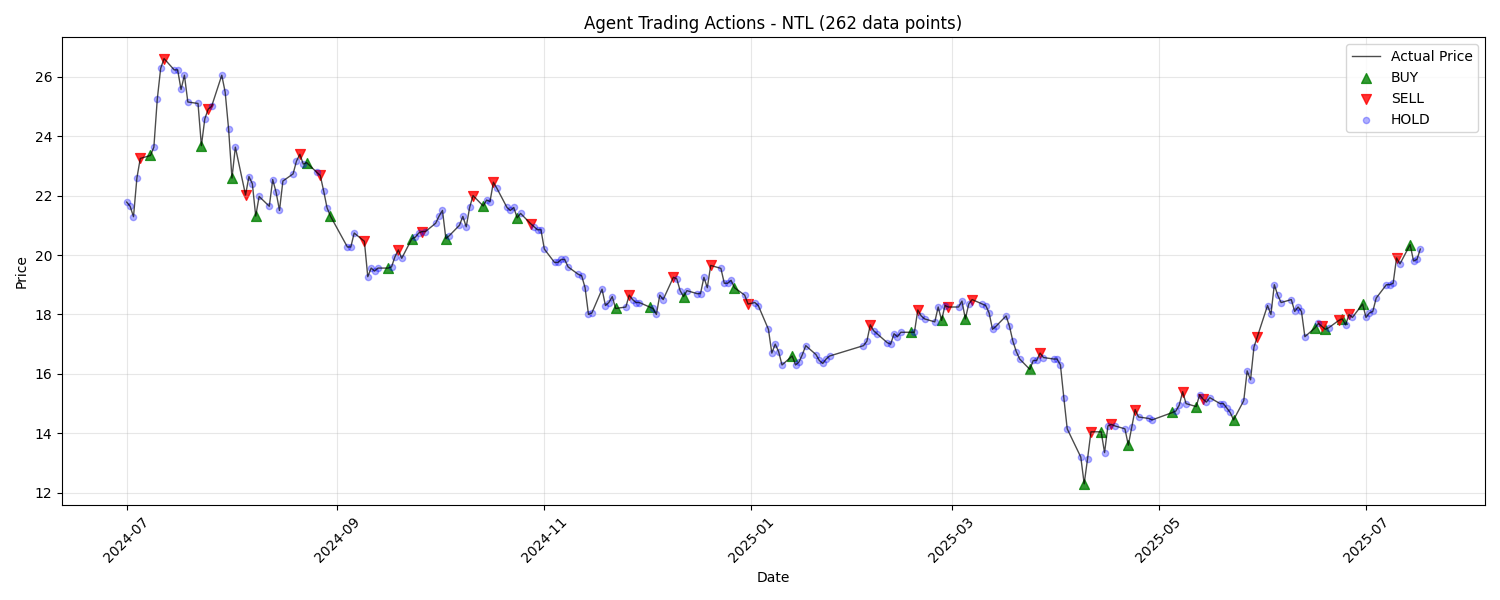 Agent Trading Actions - NTL (262 data points)
Actual Price
BUY
SELL
HOLD
Price
26
24
22
20
18
16
14
12
2024-07
2024-09
2024-11
2025-01
2025-03
2025-05
2025-07
Date